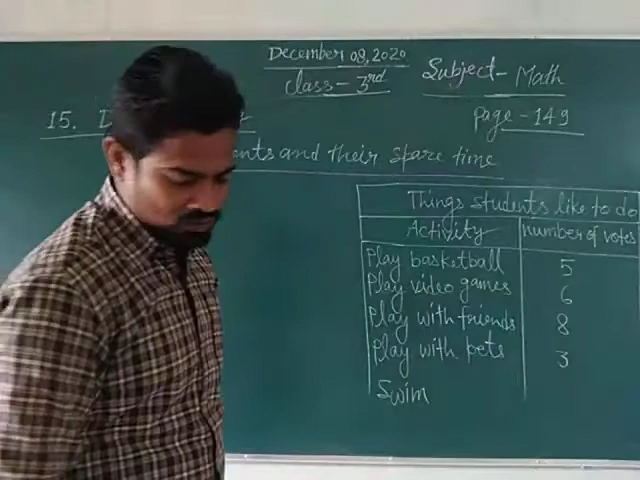 December 08, 2020
Class - 3rd
Subject - Math
Page - 149
15.
and their spare time
Things students like to do
Activity number of votes
Play basketball 5
Play video games 6
Play with friends 8
Play with pets 3
Swim